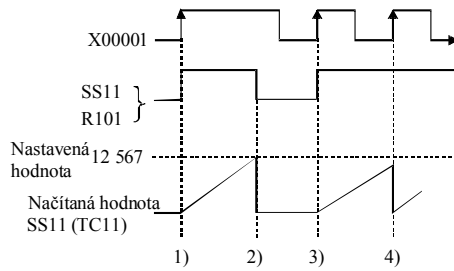 X00001
SS11
R101
Nastavená
hodnota
12 567
Načítaná hodnota
SS11 (TC11)
1) 2) 3) 4)